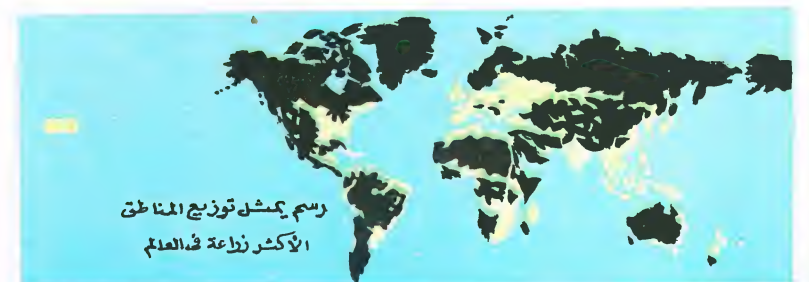 رسم يمثل توزيع المناطق
الأكثر زراعة في العالم